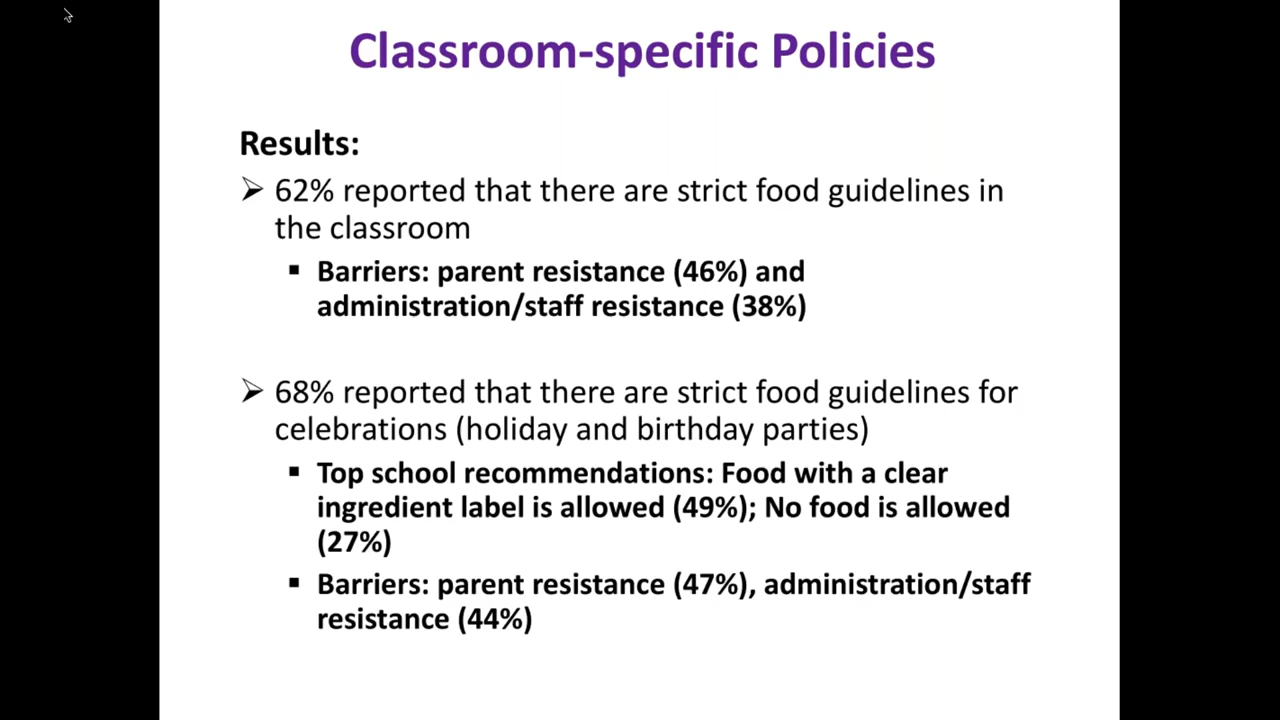 Classroom-specific Policies
Results:
➢ 62% reported that there are strict food guidelines in
the classroom
▪ Barriers: parent resistance (46%) and
administration/staff resistance (38%)
➢ 68% reported that there are strict food guidelines for
celebrations (holiday and birthday parties)
▪ Top school recommendations: Food with a clear
ingredient label is allowed (49%); No food is allowed
(27%)
▪ Barriers: parent resistance (47%), administration/staff
resistance (44%)